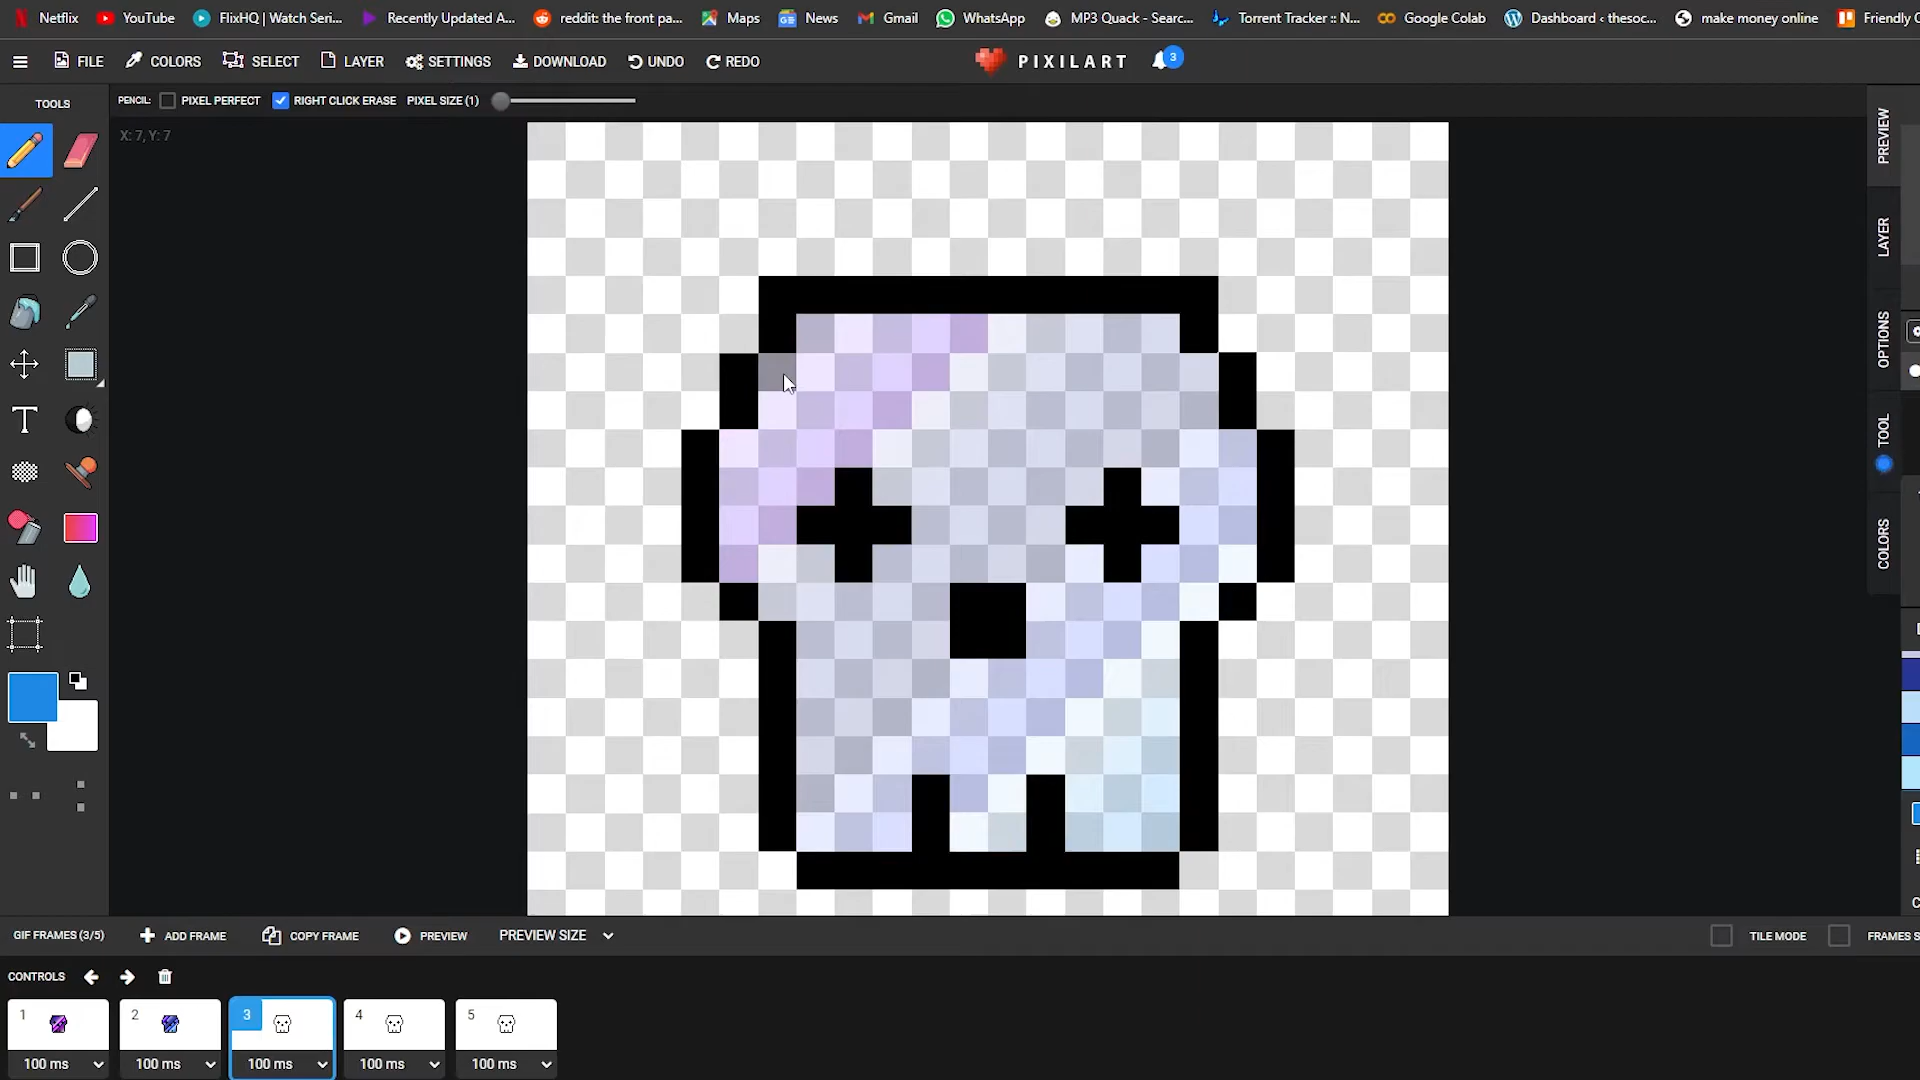 Netflix YouTube FlixHQ | Watch Seri... Recently Updated A... reddit: the front pa... Maps News Gmail WhatsApp MP3 Quack - Searc... Torrent Tracker :: N... Google Colab Dashboard ‹ thesoc... make money online Friendly
FILE COLORS SELECT LAYER SETTINGS DOWNLOAD UNDO REDO PIXILART 3
TOOLS PENCIL: PIXEL PERFECT RIGHT CLICK ERASE PIXEL SIZE (1)
X: 7, Y: 7
PREVIEW
LAYER
OPTIONS
TOOL
COLORS
GIF FRAMES (3/5) ADD FRAME COPY FRAME PREVIEW PREVIEW SIZE TILE MODE FRAMES S
CONTROLS
1 2 3 4 5
100 ms 100 ms 100 ms 100 ms 100 ms